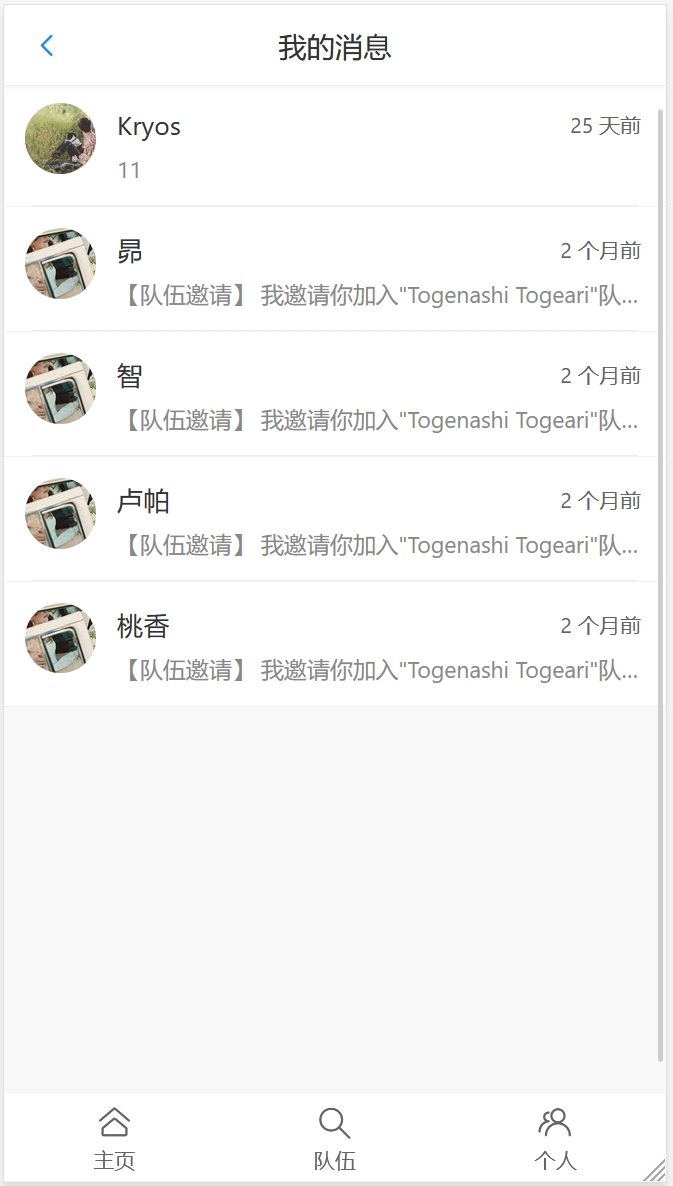 我的消息
Kryos
25 天前
11
昴
2 个月前
【队伍邀请】 我邀请你加入"Togenashi Togeari"队...
智
2 个月前
【队伍邀请】 我邀请你加入"Togenashi Togeari"队...
卢帕
2 个月前
【队伍邀请】 我邀请你加入"Togenashi Togeari"队...
桃香
2 个月前
【队伍邀请】 我邀请你加入"Togenashi Togeari"队...
主页
队伍
个人